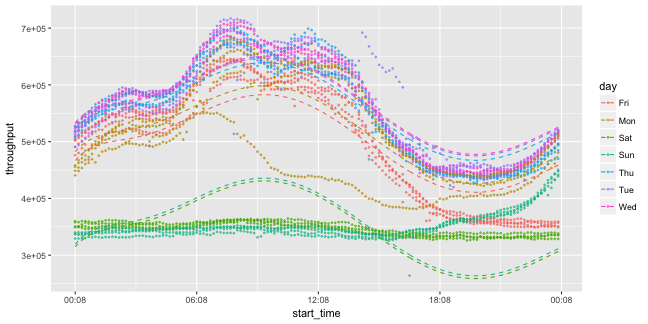 7e+05
6e+05
5e+05
4e+05
3e+05
throughput
00:08
06:08
12:08
18:08
00:08
start_time
day
Fri
Mon
Sat
Sun
Thu
Tue
Wed